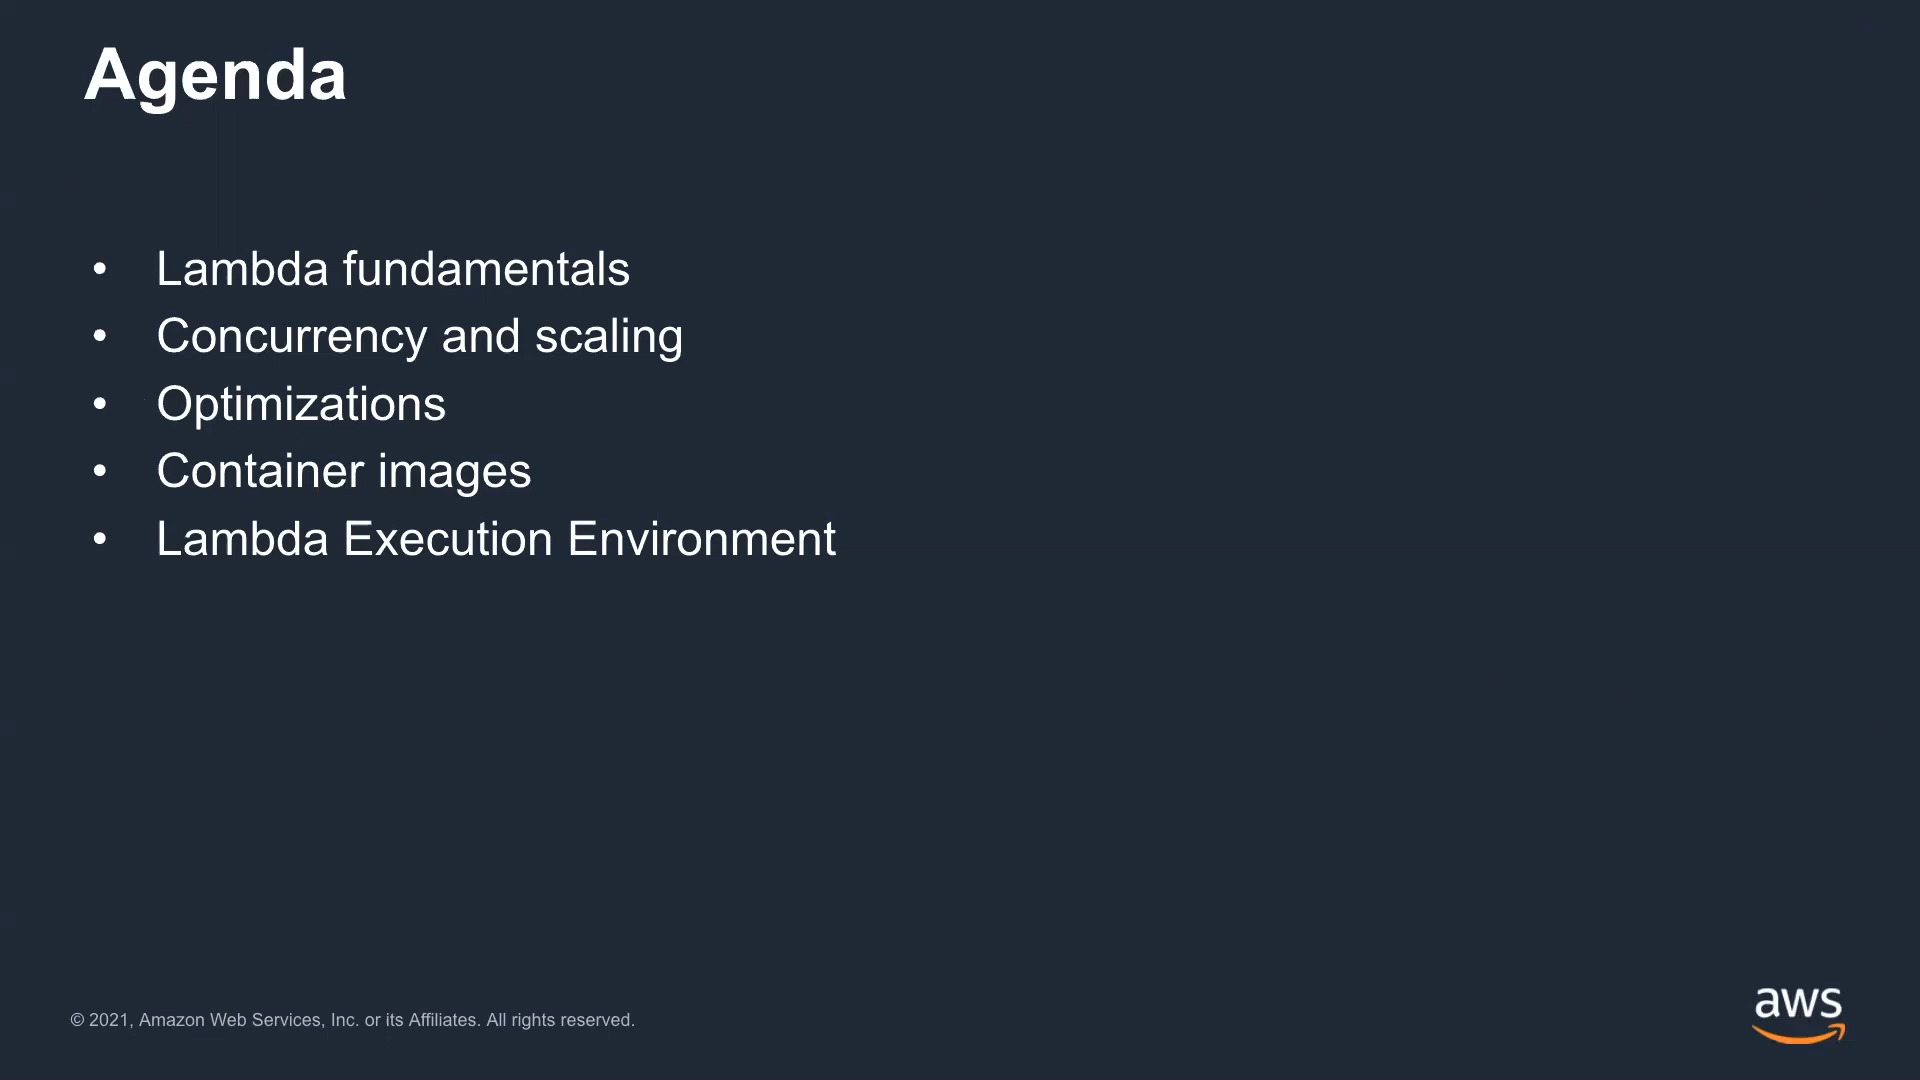 Agenda
• Lambda fundamentals
• Concurrency and scaling
• Optimizations
• Container images
• Lambda Execution Environment
© 2021, Amazon Web Services, Inc. or its Affiliates. All rights reserved.
aws